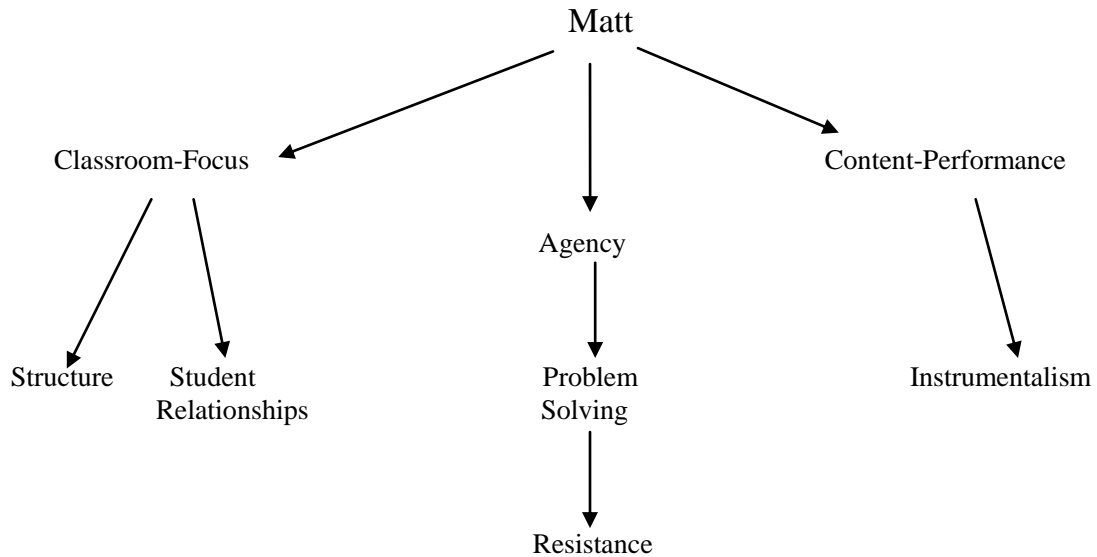 Matt
Classroom-Focus
Content-Performance
Agency
Structure
Student
Relationships
Problem
Solving
Instrumentalism
Resistance